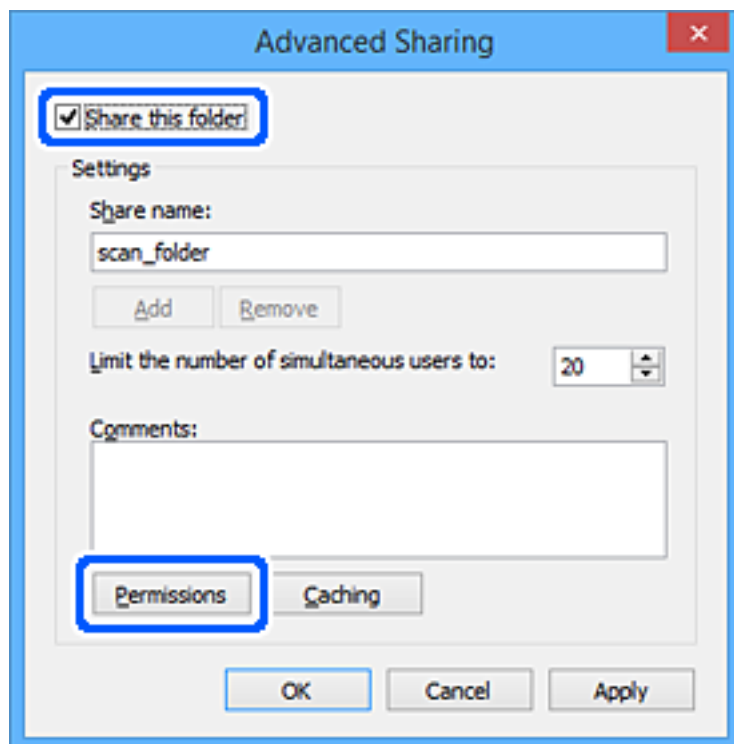 Advanced Sharing
Share this folder
Settings
Share name:
scan_folder
Add Remove
Limit the number of simultaneous users to: 20
Comments:
Permissions Caching
OK Cancel Apply